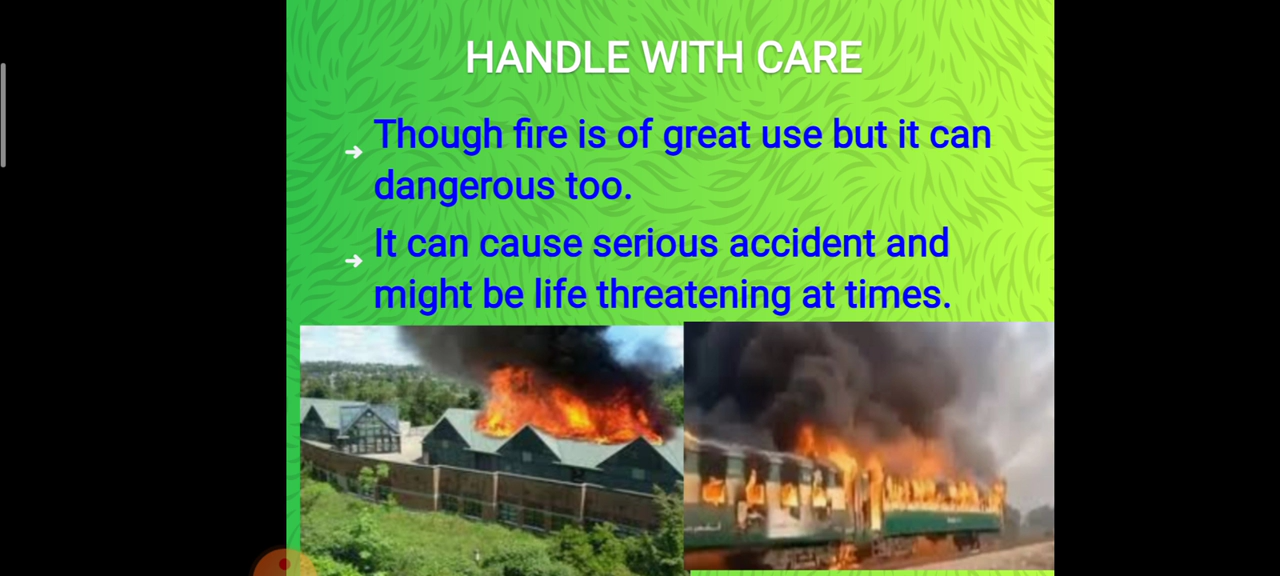 HANDLE WITH CARE
Though fire is of great use but it can
dangerous too.
It can cause serious accident and
might be life threatening at times.